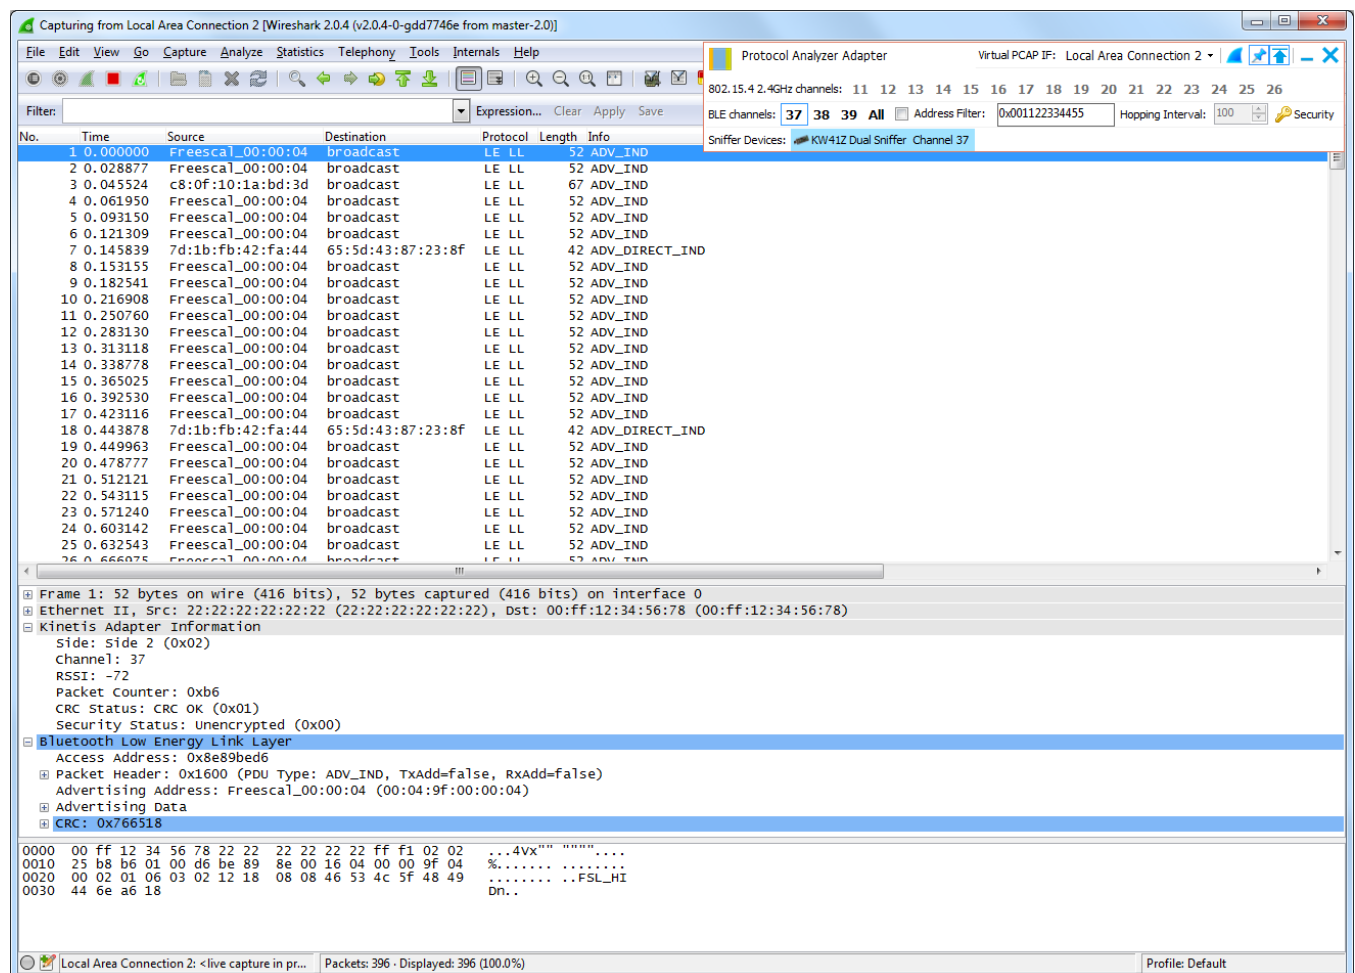 Capturing from Local Area Connection 2 [Wireshark 2.0.4 (v2.0.4-0-gdd7746e from master-2.0)]
File Edit View Go Capture Analyze Statistics Telephony Tools Internals Help
Protocol Analyzer Adapter Virtual PCAP IF: Local Area Connection 2
802.15.4 2.4GHz channels: 11 12 13 14 15 16 17 18 19 20 21 22 23 24 25 26
Filter: Expression... Clear Apply Save
BLE channels: 37 38 39 All Address Filter: 0x001122334455 Hopping Interval: 100 Security
Sniffer Devices: KW41Z Dual Sniffer Channel 37
No. Time Source Destination Protocol Length Info
1 0.000000 Freescal_00:00:04 broadcast LE LL 52 ADV_IND
2 0.028877 Freescal_00:00:04 broadcast LE LL 52 ADV_IND
3 0.045524 c8:0f:10:1a:bd:3d broadcast LE LL 67 ADV_IND
4 0.061950 Freescal_00:00:04 broadcast LE LL 52 ADV_IND
5 0.093150 Freescal_00:00:04 broadcast LE LL 52 ADV_IND
6 0.121309 Freescal_00:00:04 broadcast LE LL 52 ADV_IND
7 0.145839 7d:1b:fb:42:fa:44 65:5d:43:87:23:8f LE LL 42 ADV_DIRECT_IND
8 0.153155 Freescal_00:00:04 broadcast LE LL 52 ADV_IND
9 0.182541 Freescal_00:00:04 broadcast LE LL 52 ADV_IND
10 0.216908 Freescal_00:00:04 broadcast LE LL 52 ADV_IND
11 0.250760 Freescal_00:00:04 broadcast LE LL 52 ADV_IND
12 0.283130 Freescal_00:00:04 broadcast LE LL 52 ADV_IND
13 0.313118 Freescal_00:00:04 broadcast LE LL 52 ADV_IND
14 0.338778 Freescal_00:00:04 broadcast LE LL 52 ADV_IND
15 0.365025 Freescal_00:00:04 broadcast LE LL 52 ADV_IND
16 0.392530 Freescal_00:00:04 broadcast LE LL 52 ADV_IND
17 0.423116 Freescal_00:00:04 broadcast LE LL 52 ADV_IND
18 0.443878 7d:1b:fb:42:fa:44 65:5d:43:87:23:8f LE LL 42 ADV_DIRECT_IND
19 0.449963 Freescal_00:00:04 broadcast LE LL 52 ADV_IND
20 0.478777 Freescal_00:00:04 broadcast LE LL 52 ADV_IND
21 0.512121 Freescal_00:00:04 broadcast LE LL 52 ADV_IND
22 0.543115 Freescal_00:00:04 broadcast LE LL 52 ADV_IND
23 0.571240 Freescal_00:00:04 broadcast LE LL 52 ADV_IND
24 0.603142 Freescal_00:00:04 broadcast LE LL 52 ADV_IND
25 0.632543 Freescal_00:00:04 broadcast LE LL 52 ADV_IND
26 0.666975 Freescal_00:00:04 broadcast LE LL 52 ADV_IND
Frame 1: 52 bytes on wire (416 bits), 52 bytes captured (416 bits) on interface 0
Ethernet II, Src: 22:22:22:22:22:22 (22:22:22:22:22:22), Dst: 00:ff:12:34:56:78 (00:ff:12:34:56:78)
Kinetis Adapter Information
Side: Side 2 (0x02)
Channel: 37
RSSI: -72
Packet Counter: 0xb6
CRC Status: CRC OK (0x01)
Security Status: Unencrypted (0x00)
Bluetooth Low Energy Link Layer
Access Address: 0x8e89bed6
Packet Header: 0x1600 (PDU Type: ADV_IND, TxAdd=false, RxAdd=false)
Advertising Address: Freescal_00:00:04 (00:04:9f:00:00:04)
Advertising Data
CRC: 0x766518
0000 00 ff 12 34 56 78 22 22 22 22 22 22 ff f1 02 02 ...4Vx"" """"....
0010 25 b8 b6 01 00 d6 be 89 8e 00 16 04 00 00 9f 04 %....... ........
0020 00 02 01 06 03 02 12 18 08 08 46 53 4c 5f 48 49 ........ ..FSL_HI
0030 44 6e a6 18 Dn..
Local Area Connection 2: <live capture in pr... Packets: 396 · Displayed: 396 (100.0%) Profile: Default